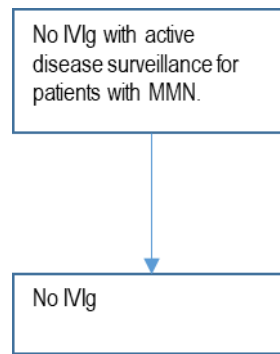 No IVIg with active
disease surveillance for
patients with MMN.
No IVIg